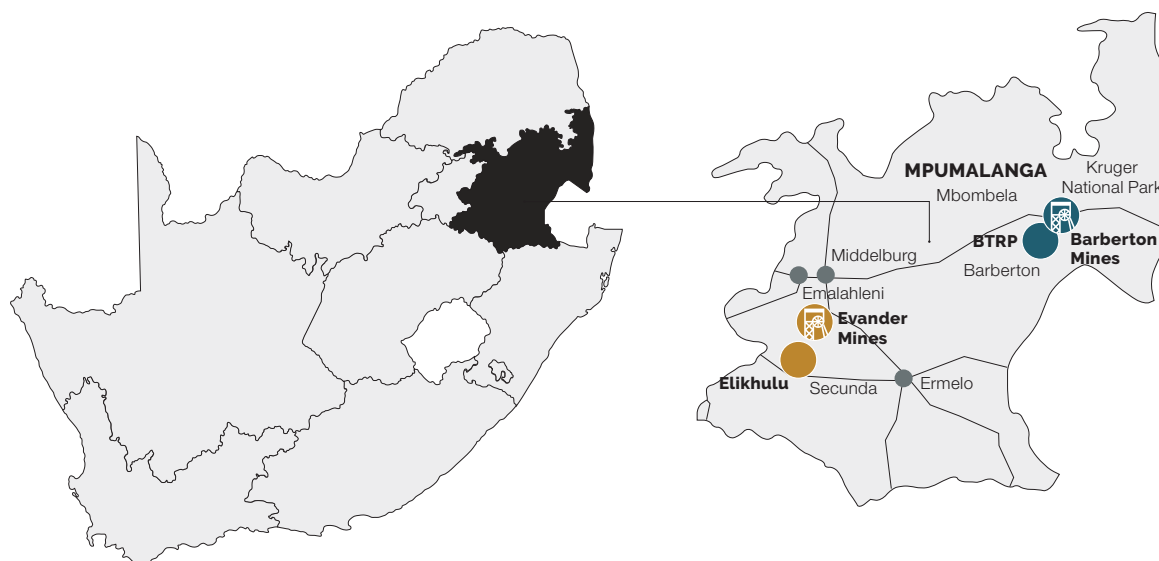 MPUMALANGA
Mbombela
Kruger
National Park
BTRP
Barberton
Mines
Barberton
Middelburg
Emalahleni
Evander
Mines
Elikhulu
Secunda
Ermelo